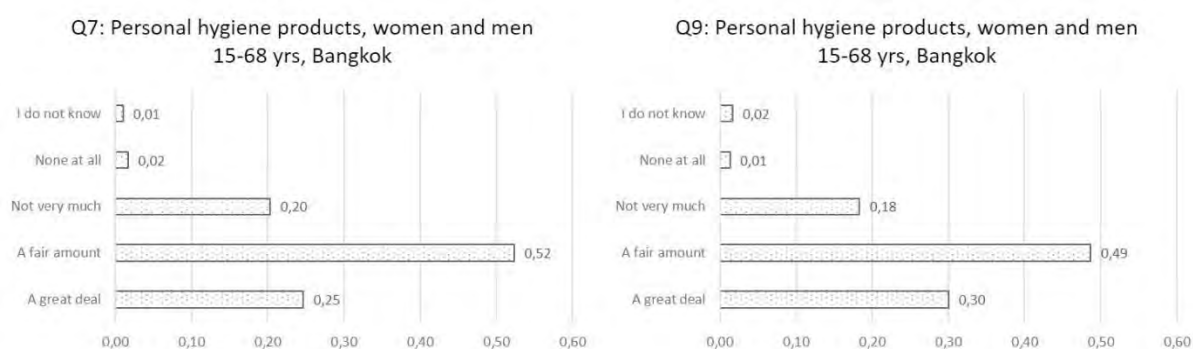 Q7: Personal hygiene products, women and men
15-68 yrs, Bangkok
I do not know
0,01
None at all
0,02
Not very much
0,20
A fair amount
0,52
A great deal
0,25
0,00 0,10 0,20 0,30 0,40 0,50 0,60
Q9: Personal hygiene products, women and men
15-68 yrs, Bangkok
I do not know
0,02
None at all
0,01
Not very much
0,18
A fair amount
0,49
A great deal
0,30
0,00 0,10 0,20 0,30 0,40 0,50 0,60